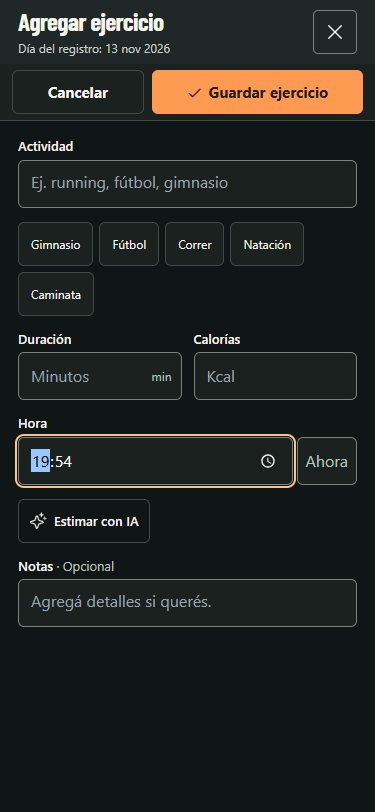 Agregar ejercicio
Día del registro: 13 nov 2026
Cancelar
Guardar ejercicio
Actividad
Ej. running, fútbol, gimnasio
Gimnasio Fútbol Correr Natación
Caminata
Duración Calorías
Minutos min Kcal
Hora
19:54 Ahora
Estimar con IA
Notas · Opcional
Agregá detalles si querés.